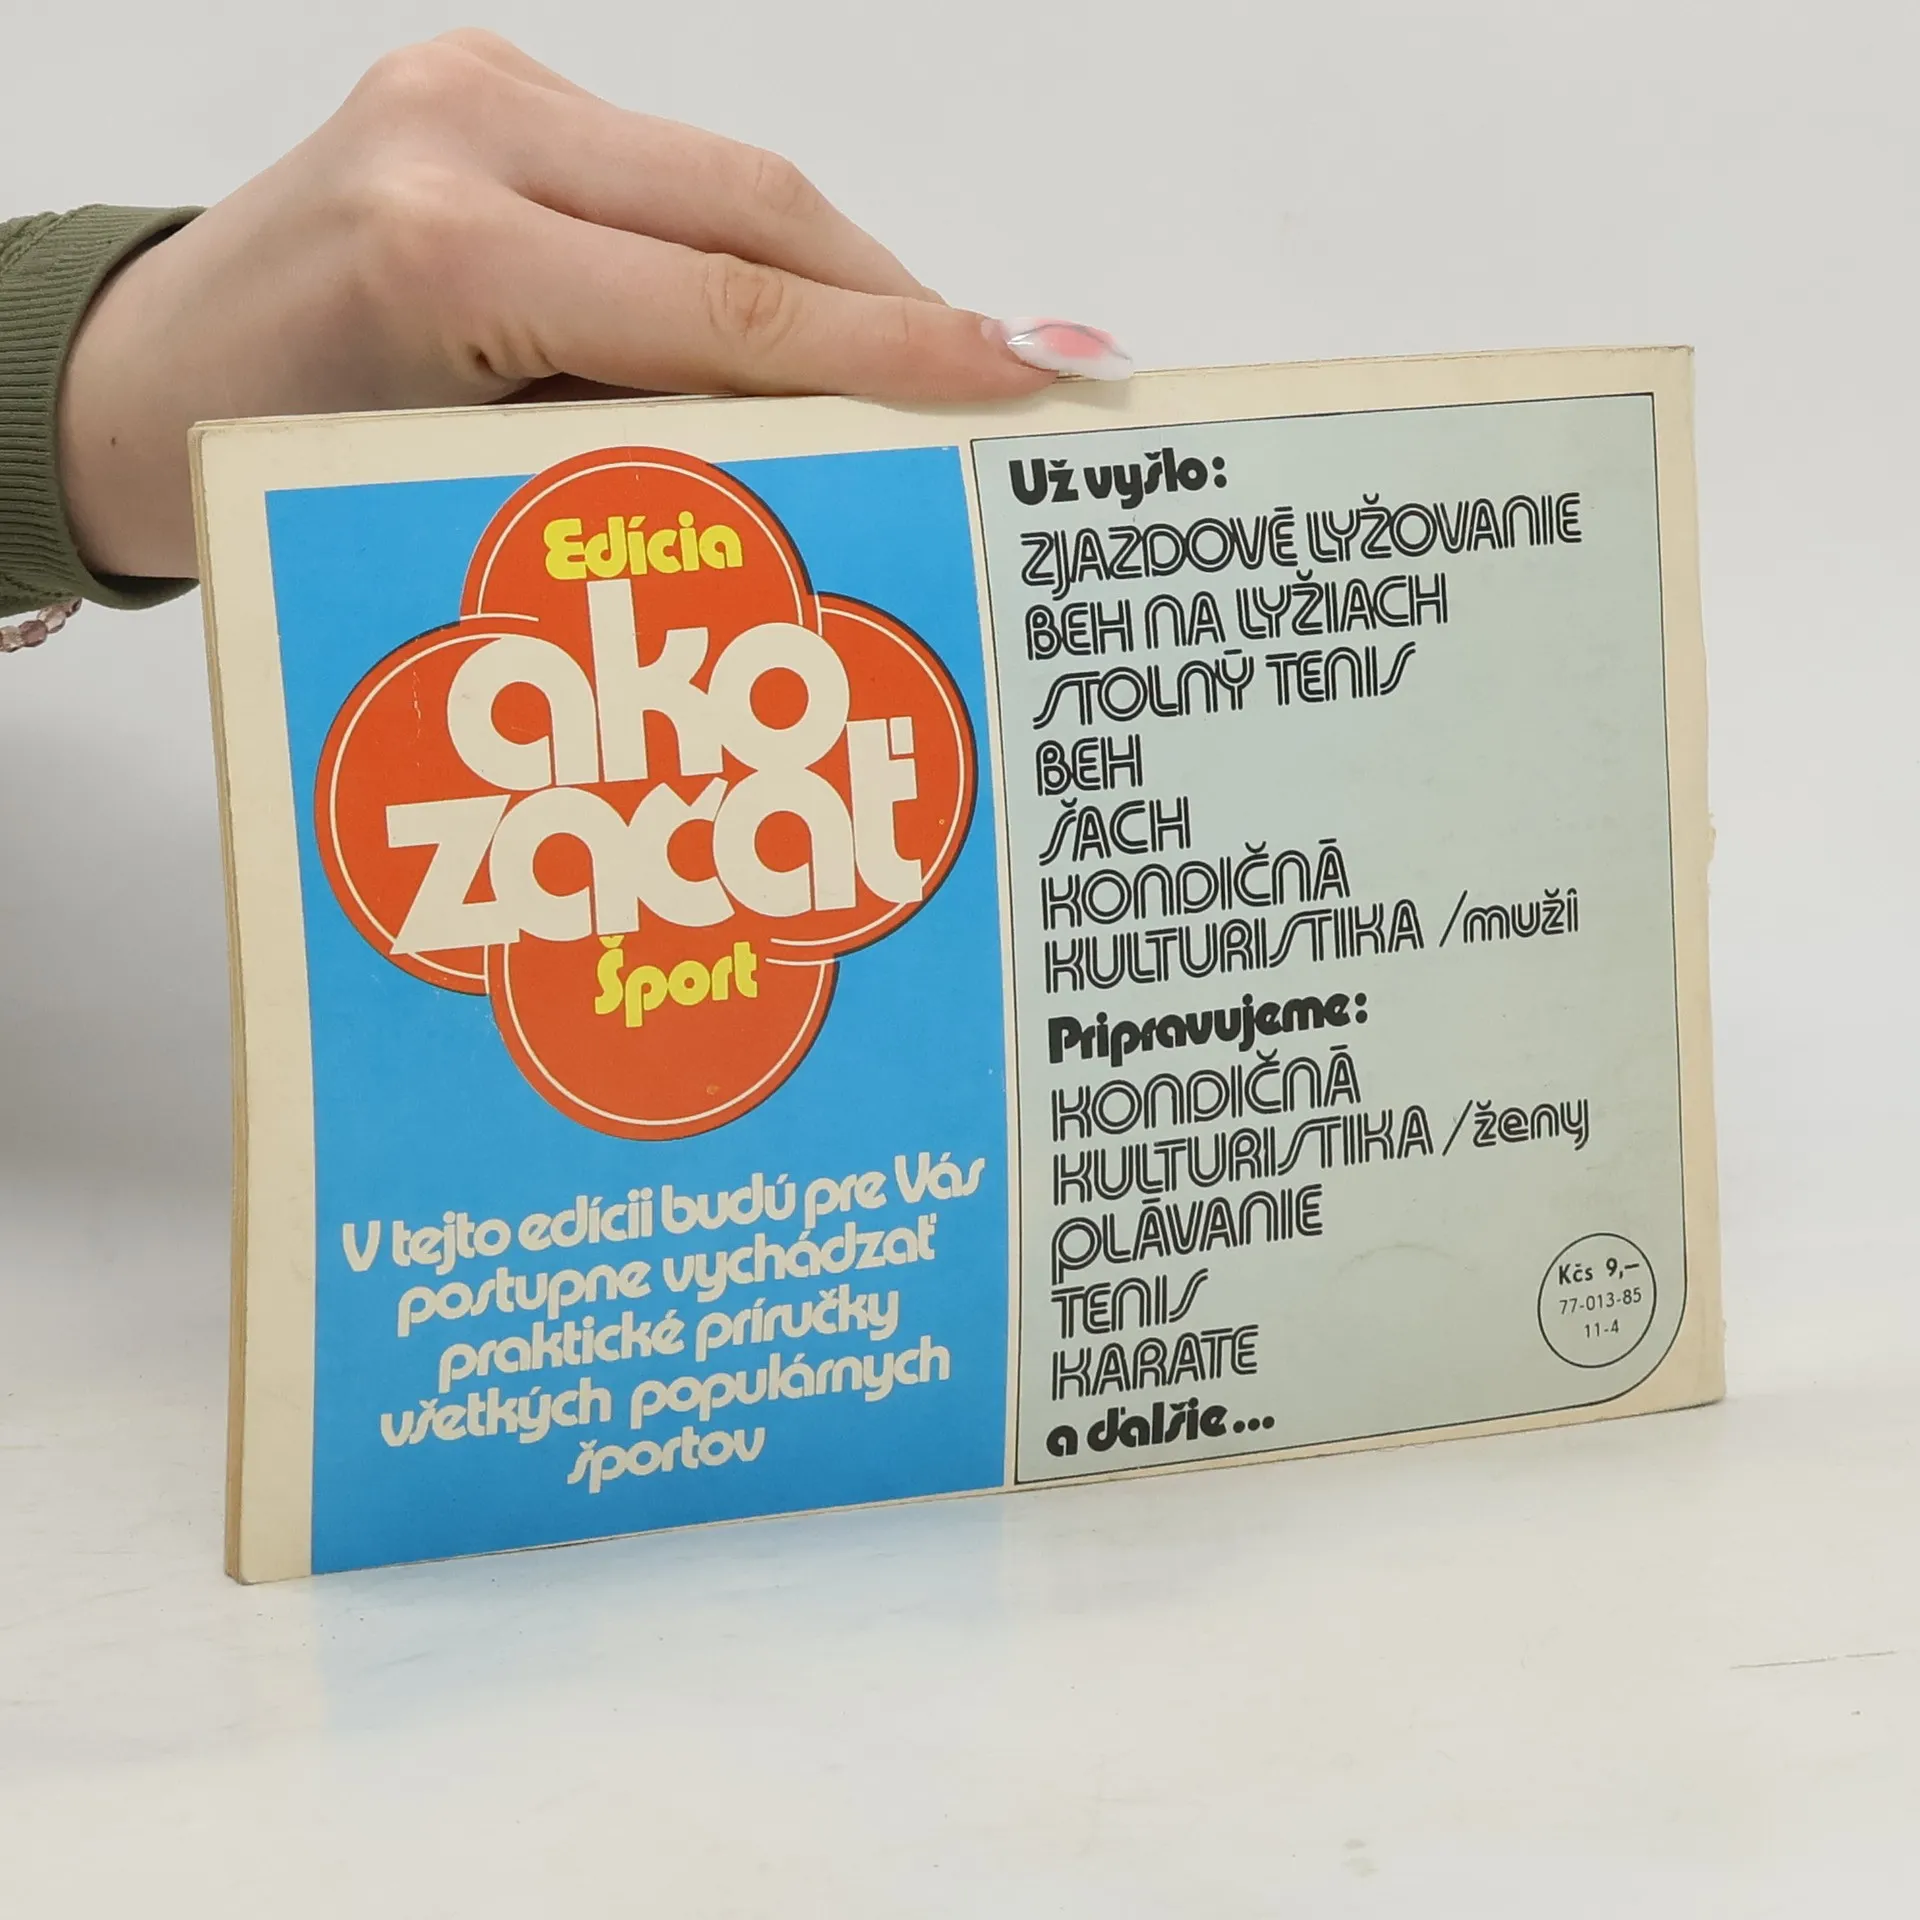 Edícia
ako
začať
Šport
V tejto edícii budú pre Vás
postupne vychádzať
praktické príručky
všetkých populárnych
športov
Už vyšlo:
ZJAZDOVÉ LYŽOVANIE
BEH NA LYŽIACH
STOLNÝ TENIS
BEH
ŠACH
KONDIČNÁ
KULTURISTIKA /muži
Pripravujeme:
KONDIČNÁ
KULTURISTIKA /ženy
PLÁVANIE
TENIS
KARATE
a ďalšie...
Kčs 9,—
77-013-85
11-4